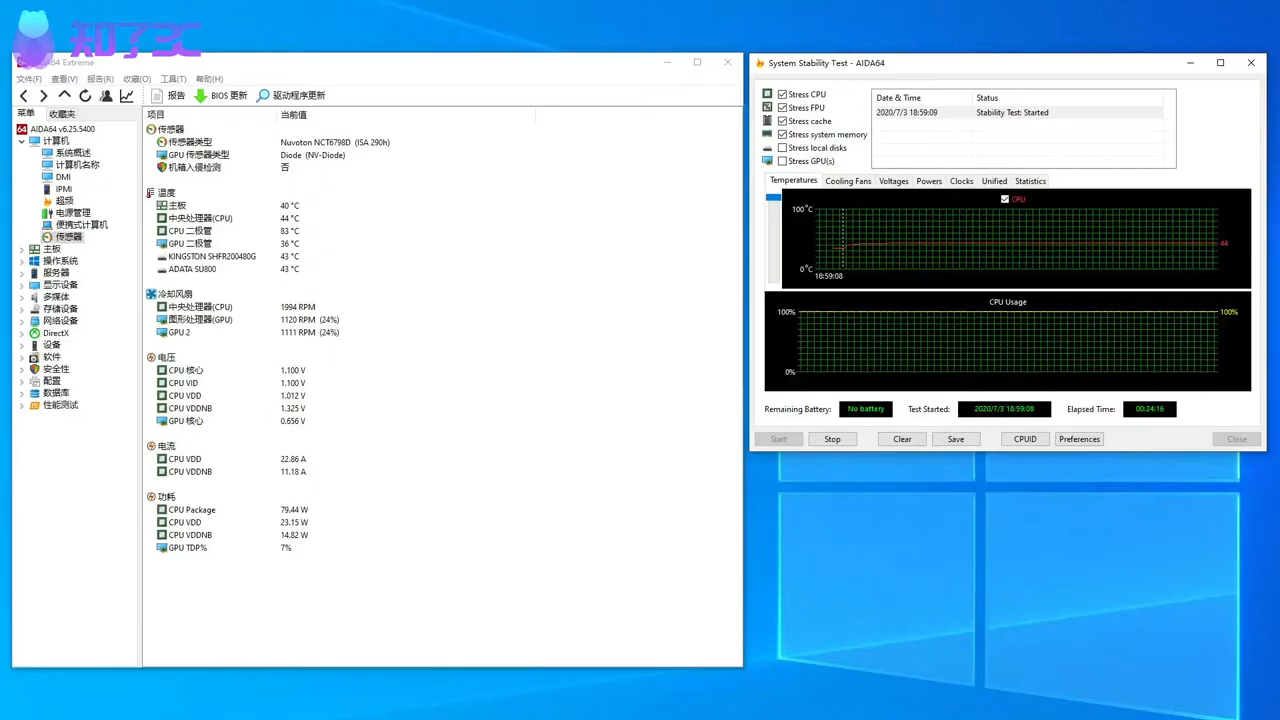 知了3C
DA64 Extreme
文件(F) 查看(V) 报告(R) 收藏(O) 工具(T) 帮助(H)
报告 BIOS 更新 驱动程序更新
菜单 收藏夹
AIDA64 v6.25.5400
计算机
系统概述
计算机名称
DMI
IPMI
超频
电源管理
便携式计算机
传感器
主板
操作系统
服务器
显示设备
多媒体
存储设备
网络设备
DirectX
设备
软件
安全性
配置
数据库
性能测试
项目 当前值
传感器
传感器类型 Nuvoton NCT6798D (ISA 290h)
GPU 传感器类型 Diode (NV-Diode)
机箱入侵检测 否
温度
主板 40 °C
中央处理器(CPU) 44 °C
CPU 二极管 83 °C
GPU 二极管 36 °C
KINGSTON SHFR200480G 43 °C
ADATA SU800 43 °C
冷却风扇
中央处理器(CPU) 1994 RPM
图形处理器(GPU) 1120 RPM (24%)
GPU 2 1111 RPM (24%)
电压
CPU 核心 1.100 V
CPU VID 1.100 V
CPU VDD 1.012 V
CPU VDDNB 1.325 V
GPU 核心 0.656 V
电流
CPU VDD 22.86 A
CPU VDDNB 11.18 A
功耗
CPU Package 79.44 W
CPU VDD 23.15 W
CPU VDDNB 14.82 W
GPU TDP% 7%
System Stability Test - AIDA64
Stress CPU
Stress FPU
Stress cache
Stress system memory
Stress local disks
Stress GPU(s)
Date & Time Status
2020/7/3 18:59:09 Stability Test: Started
Temperatures Cooling Fans Voltages Powers Clocks Unified Statistics
CPU
100°C
44
0°C
18:59:08
CPU Usage
100% 100%
0%
Remaining Battery: No battery Test Started: 2020/7/3 18:59:08 Elapsed Time: 00:24:16
Start Stop Clear Save CPUID Preferences Close